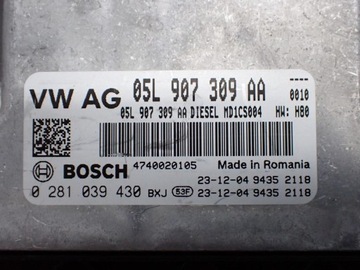 VW AG 05L 907 309 AA ----
0010
05L 907 309 AA DIESEL MD1CS004 HW: H80
BOSCH 4740020105 Made in Romania
23-12-04 9435 2118
0 281 039 430 BXJ 53F 23-12-04 9435 2118